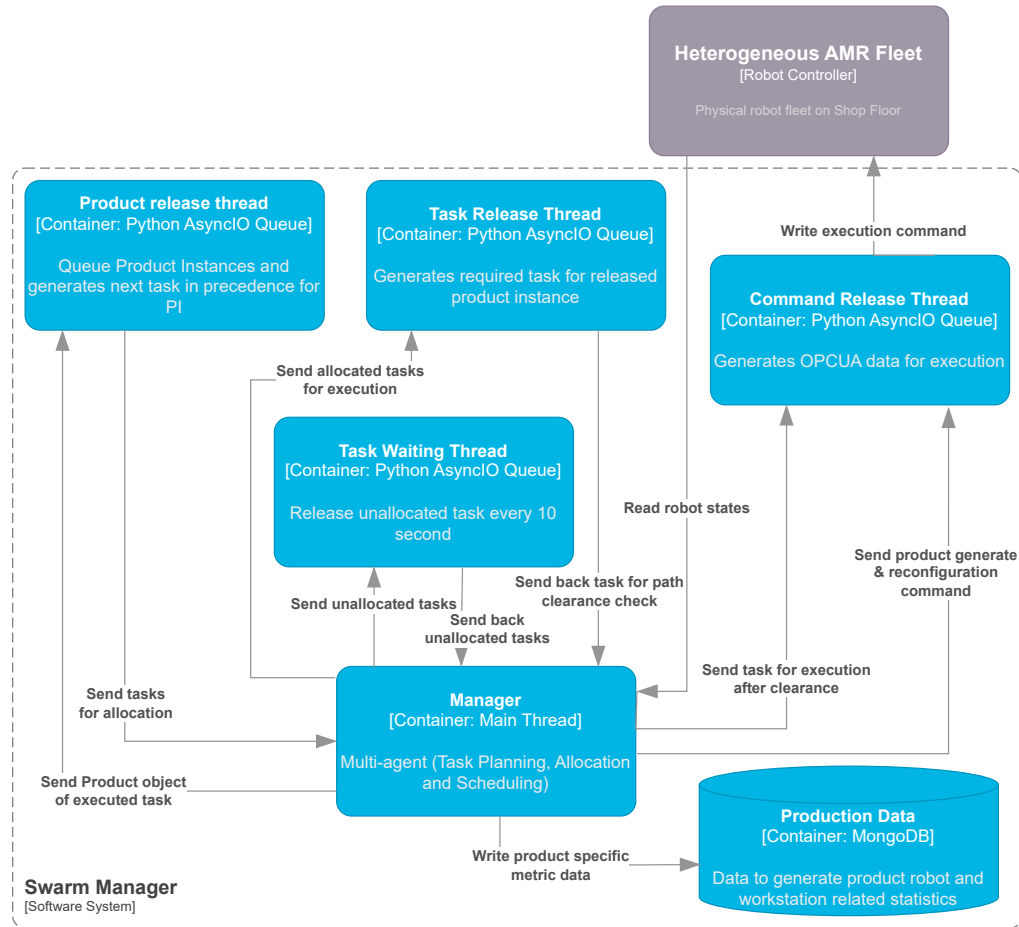 Heterogeneous AMR Fleet
[Robot Controller]
Physical robot fleet on Shop Floor
Product release thread
[Container: Python AsyncIO Queue]
Queue Product Instances and
generates next task in precedence for
PI
Task Release Thread
[Container: Python AsyncIO Queue]
Generates required task for released
product instance
Write execution command
Command Release Thread
[Container: Python AsyncIO Queue]
Generates OPCUA data for execution
Send allocated tasks
for execution
Task Waiting Thread
[Container: Python AsyncIO Queue]
Release unallocated task every 10
second
Read robot states
Send product generate
& reconfiguration
command
Send back task for path
clearance check
Send unallocated tasks
Send back
unallocated tasks
Send task for execution
after clearance
Send tasks
for allocation
Manager
[Container: Main Thread]
Multi-agent (Task Planning, Allocation
and Scheduling)
Send Product object
of executed task
Production Data
[Container: MongoDB]
Data to generate product robot and
workstation related statistics
Write product specific
metric data
Swarm Manager
[Software System]